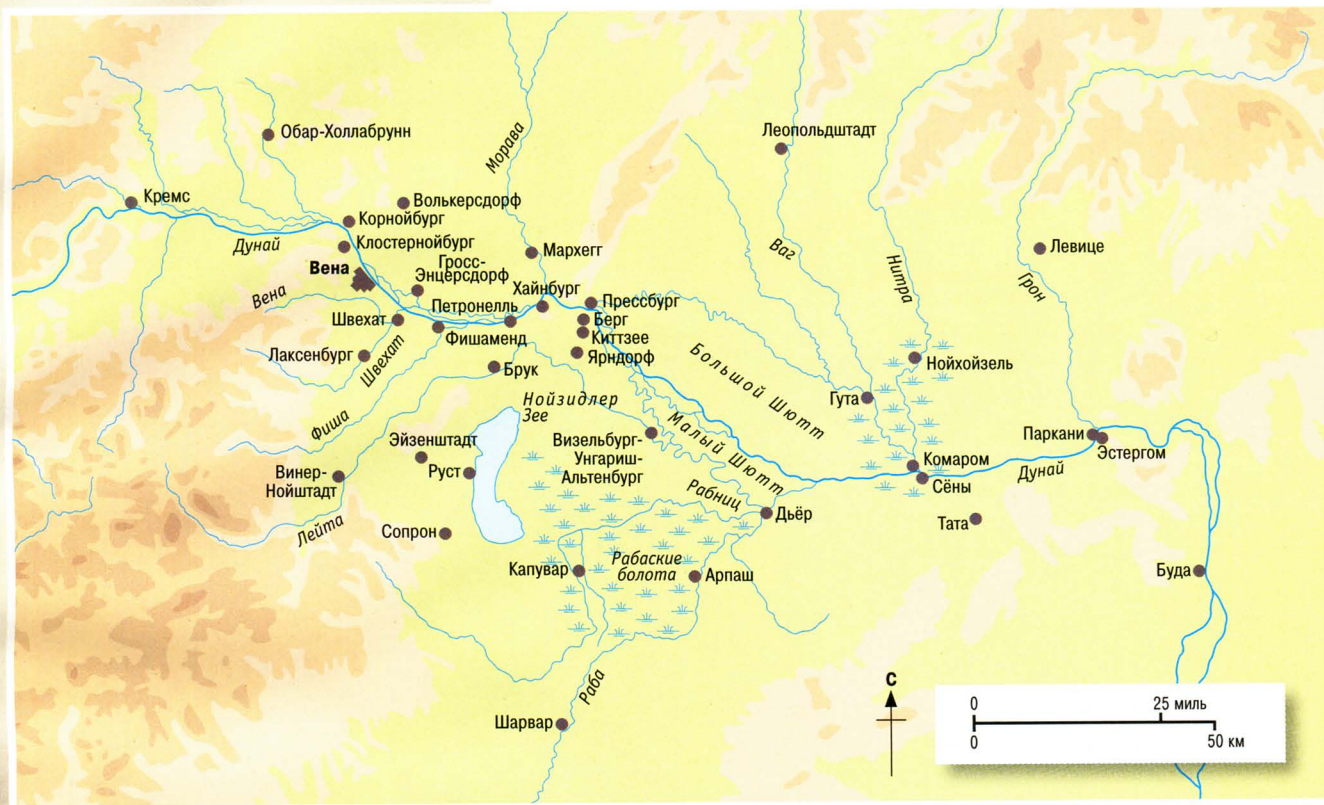 Обар-Холлабрунн
Леопольдштадт
Морава
Кремс
Волькерсдорф
Корнойбург
Дунай
Клостернойбург
Мархегг
Ваг
Нитра
Левице
Грон
Вена
Гросс-
Энцерсдорф
Вена
Хайнбург
Петронелль
Прессбург
Швехат
Берг
Фишаменд
Киттзее
Лаксенбург
Швехат
Ярндорф
Брук
Большой Шютт
Нойхойзель
Гута
Нойзидлер
Зее
Фиша
Малый Шютт
Эйзенштадт
Визельбург-
Унгариш-
Альтенбург
Паркани
Эстергом
Руст
Комаром
Дунай
Винер-
Нойштадт
Сёны
Рабниц
Лейта
Дьёр
Тата
Сопрон
Рабаские
болота
Капувар
Арпаш
Буда
Раба
Шарвар
С
0 25 миль
0 50 км